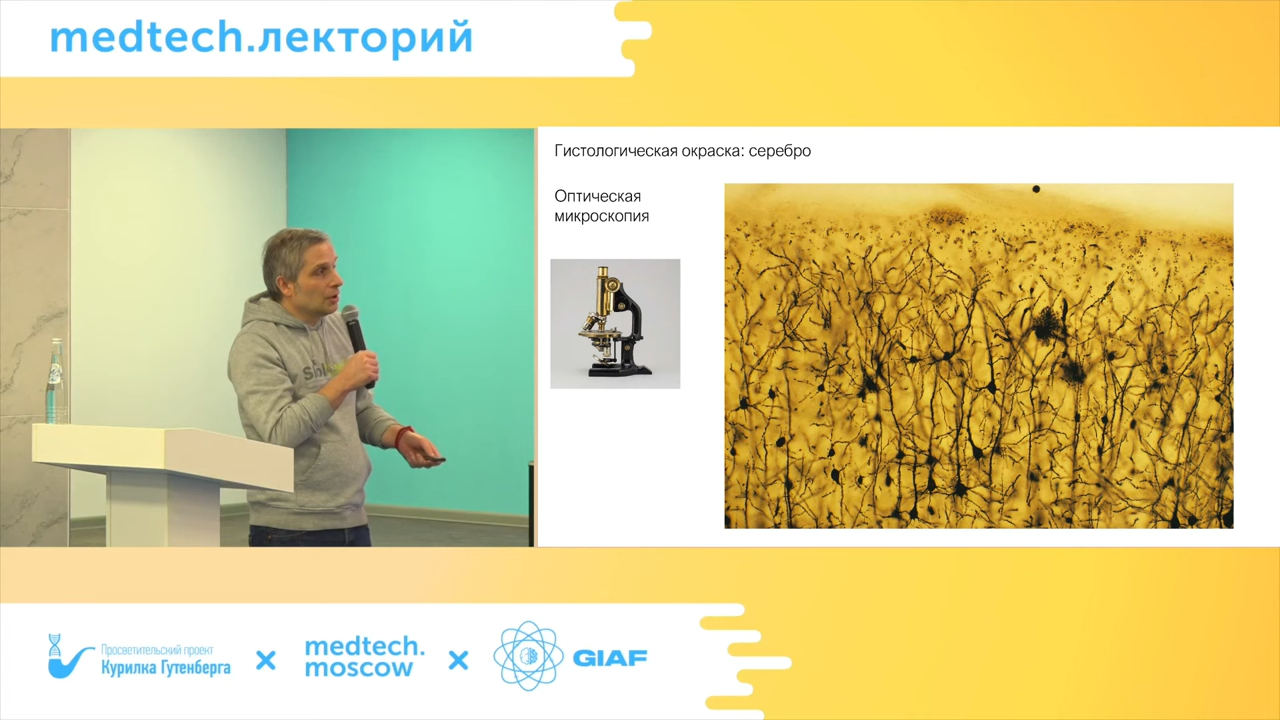 medtech.лекторий
Гистологическая окраска: серебро
Оптическая
микроскопия
Просветительский проект
Курилка Гутенберга
medtech.
moscow
GIAF